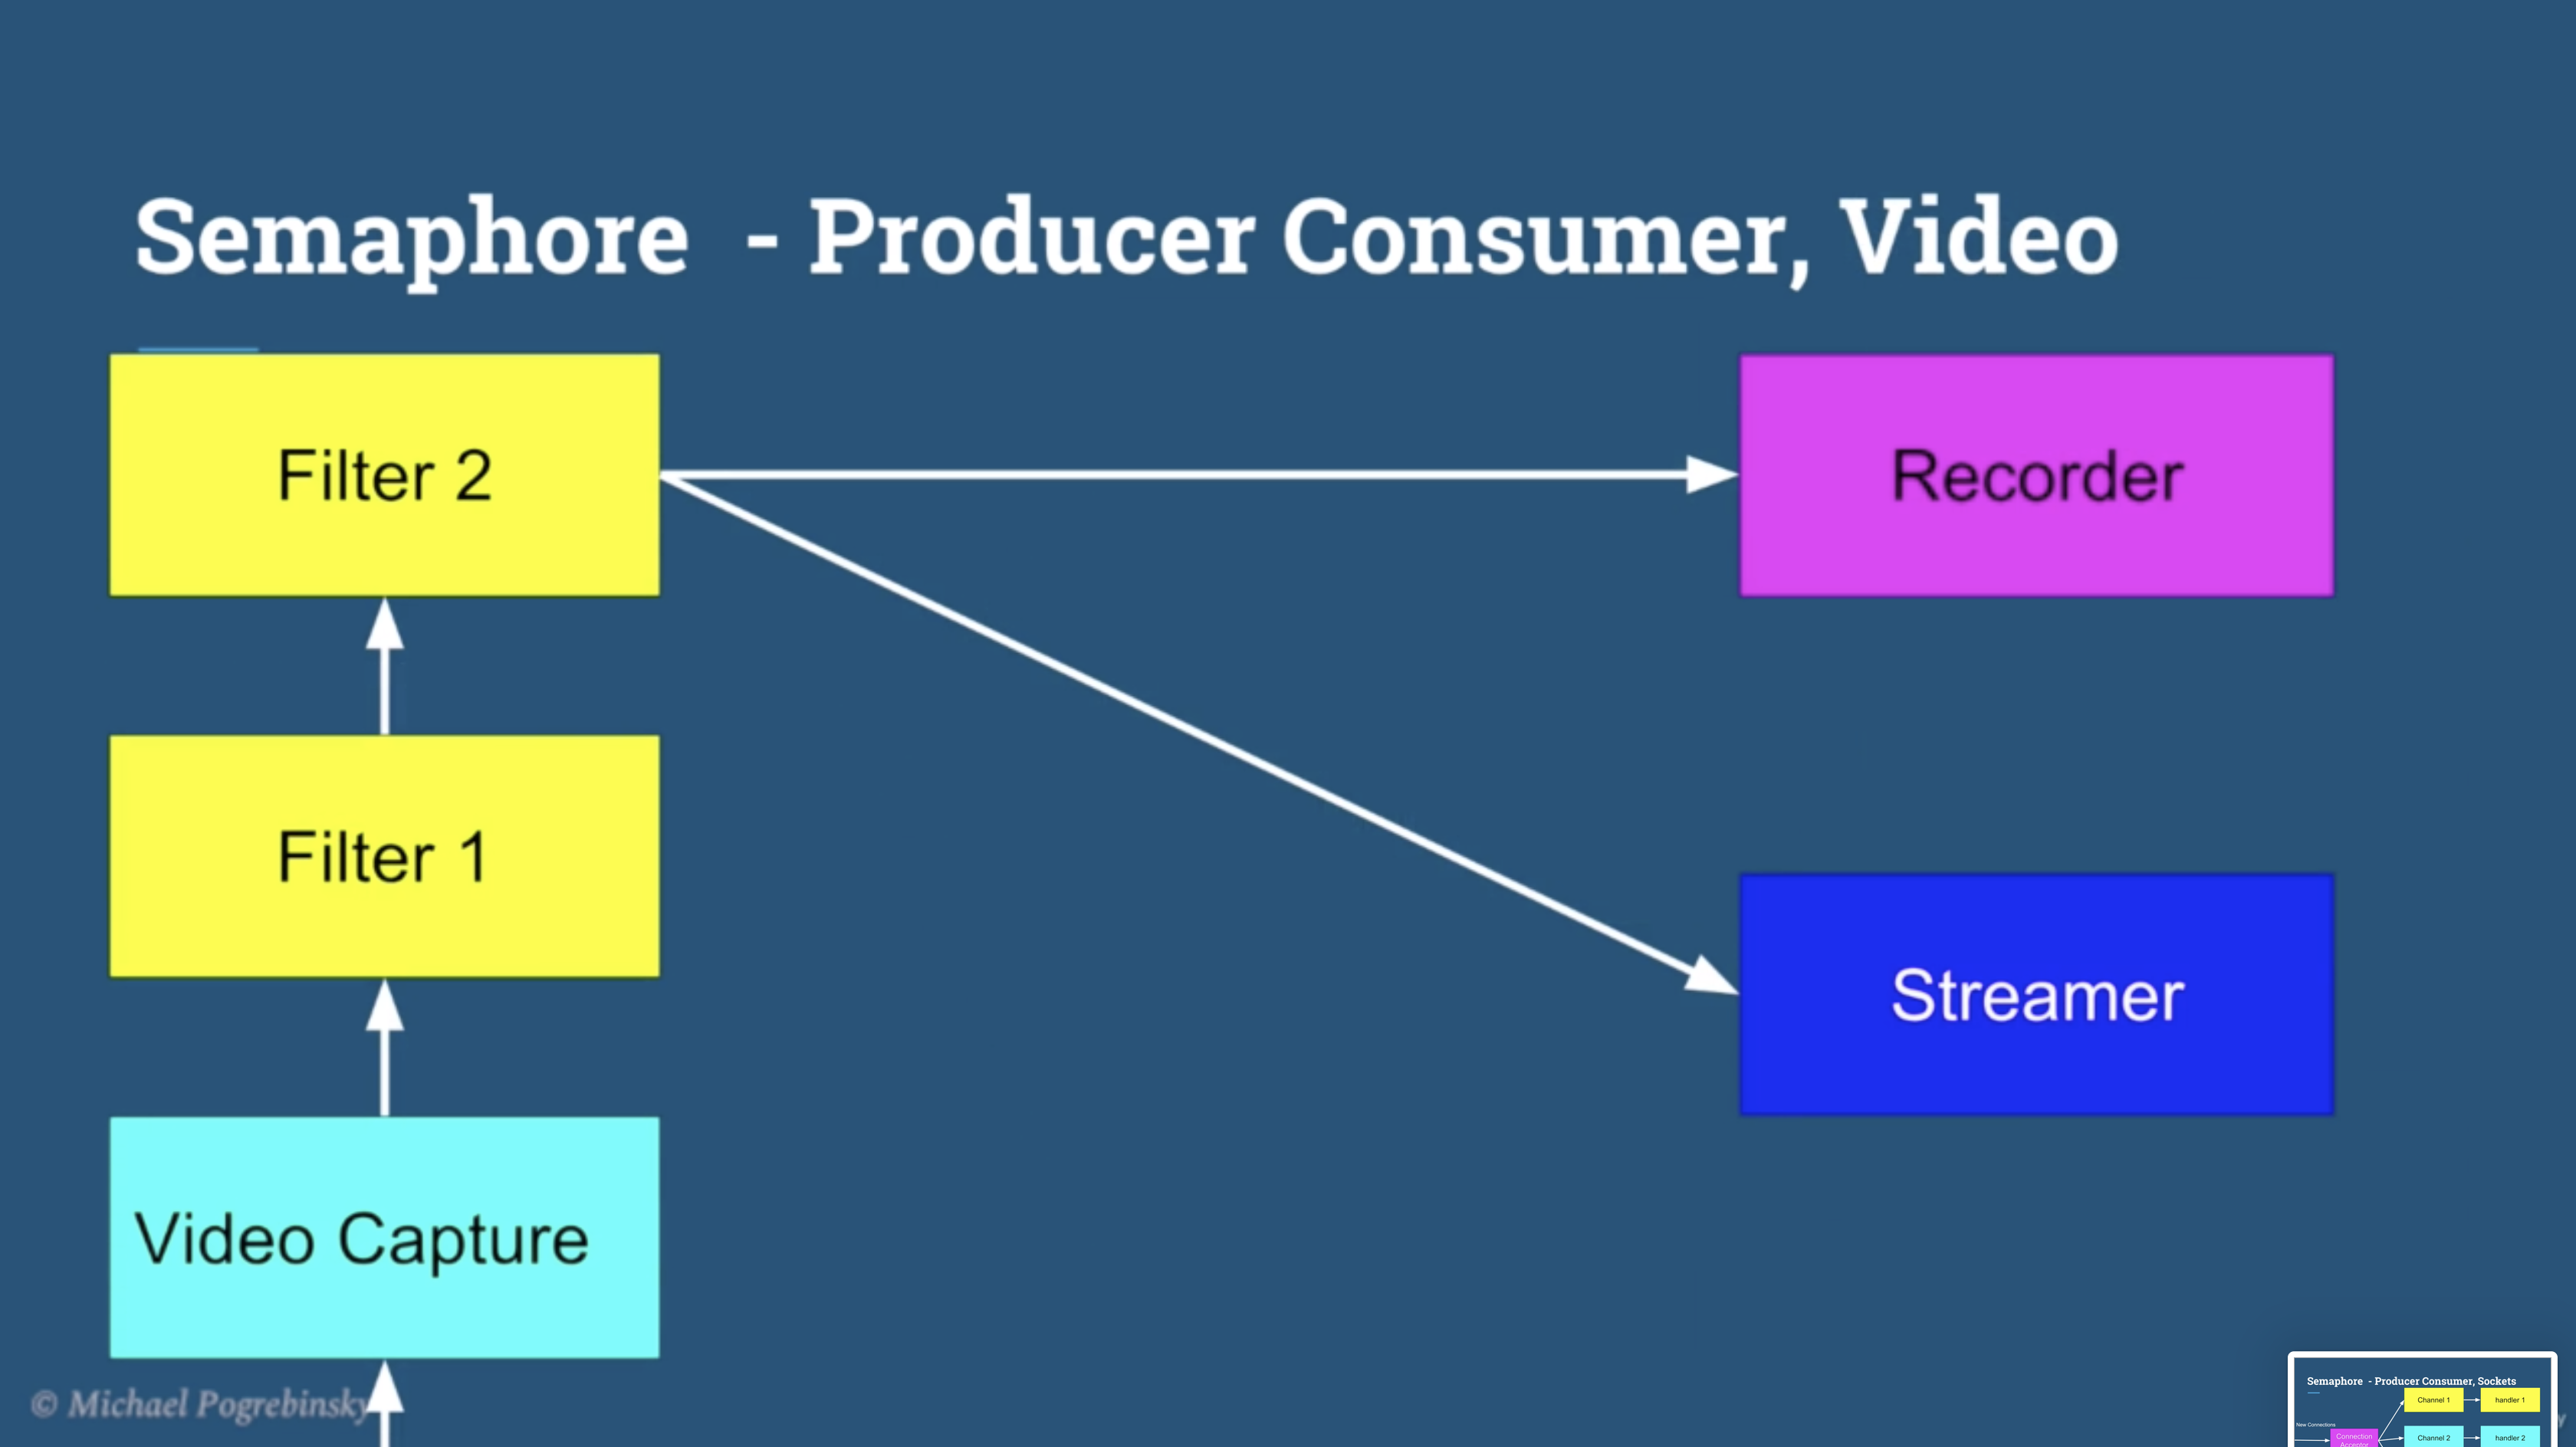 Semaphore - Producer Consumer, Video
Filter 2
Recorder
Filter 1
Streamer
Video Capture
© Michael Pogrebinsky
Semaphore - Producer Consumer, Sockets
Channel 1
handler 1
New Connections
Connection
Acceptor
Channel 2
handler 2